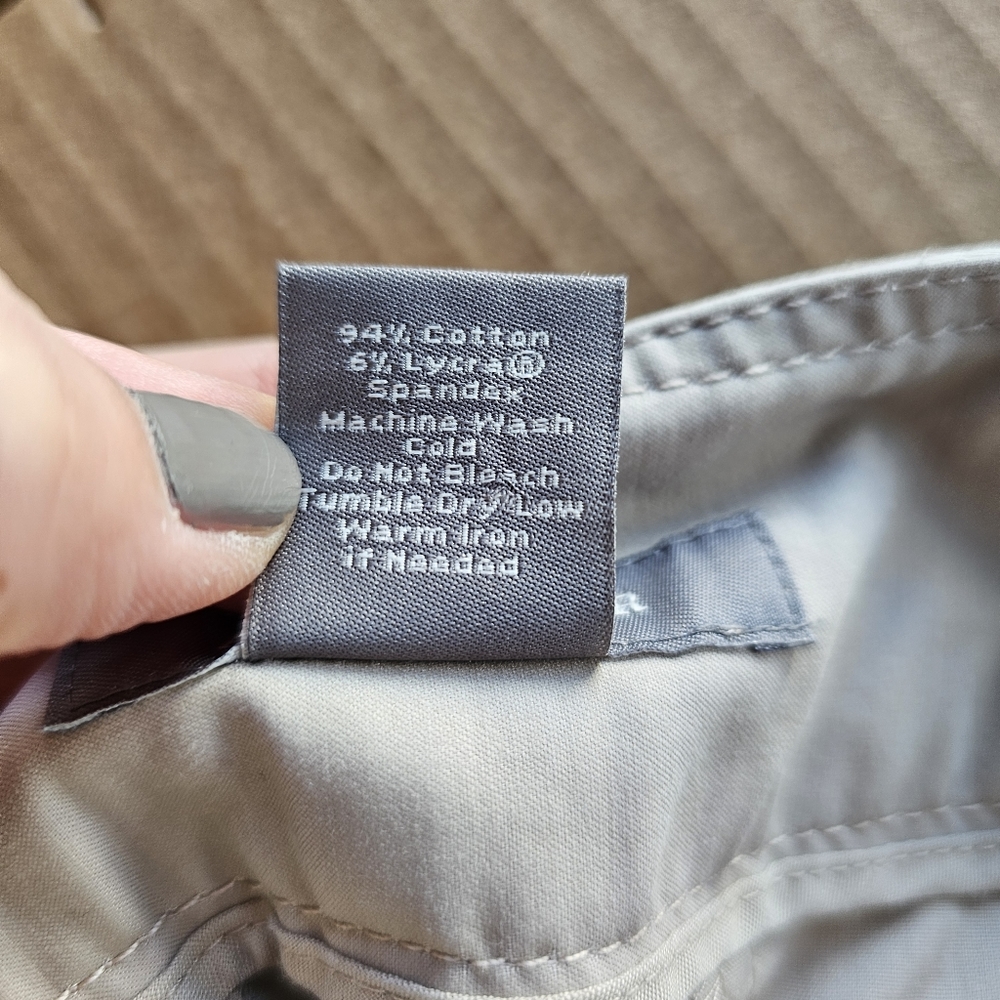 94% Cotton
6% Lycra®
Spandex
Machine Wash
Cold
Do Not Bleach
Tumble Dry Low
Warm Iron
if Needed
R